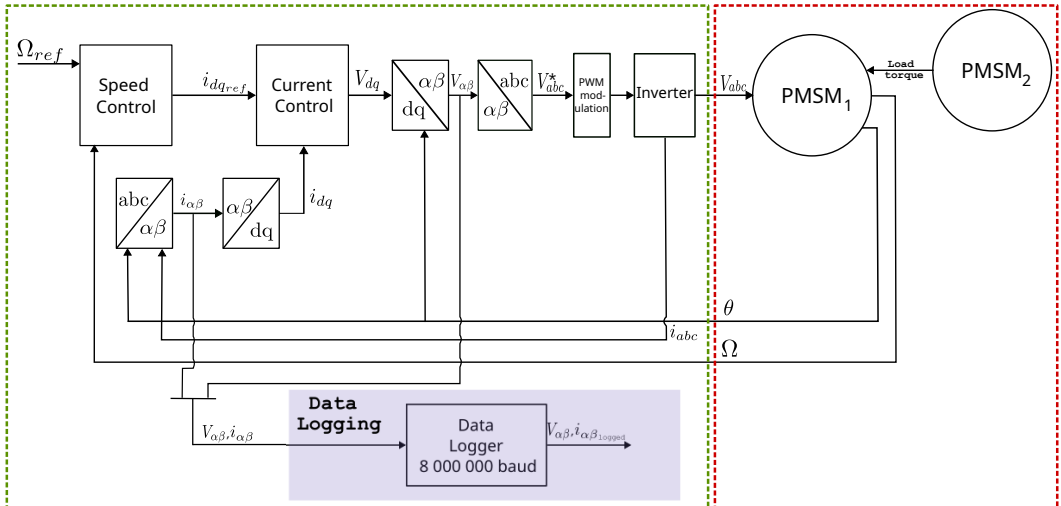 Ω_ref
Speed
Control
i_dq_ref
Current
Control
V_dq
αβ
dq
V_αβ
abc
αβ
V*_abc
PWM
mod-
ulation
Inverter
V_abc
PMSM_1
Load
torque
PMSM_2
abc
αβ
i_αβ
αβ
dq
i_dq
θ
i_abc
Ω
Data
Logging
V_αβ,i_αβ
Data
Logger
8 000 000 baud
V_αβ,i_αβ_logged